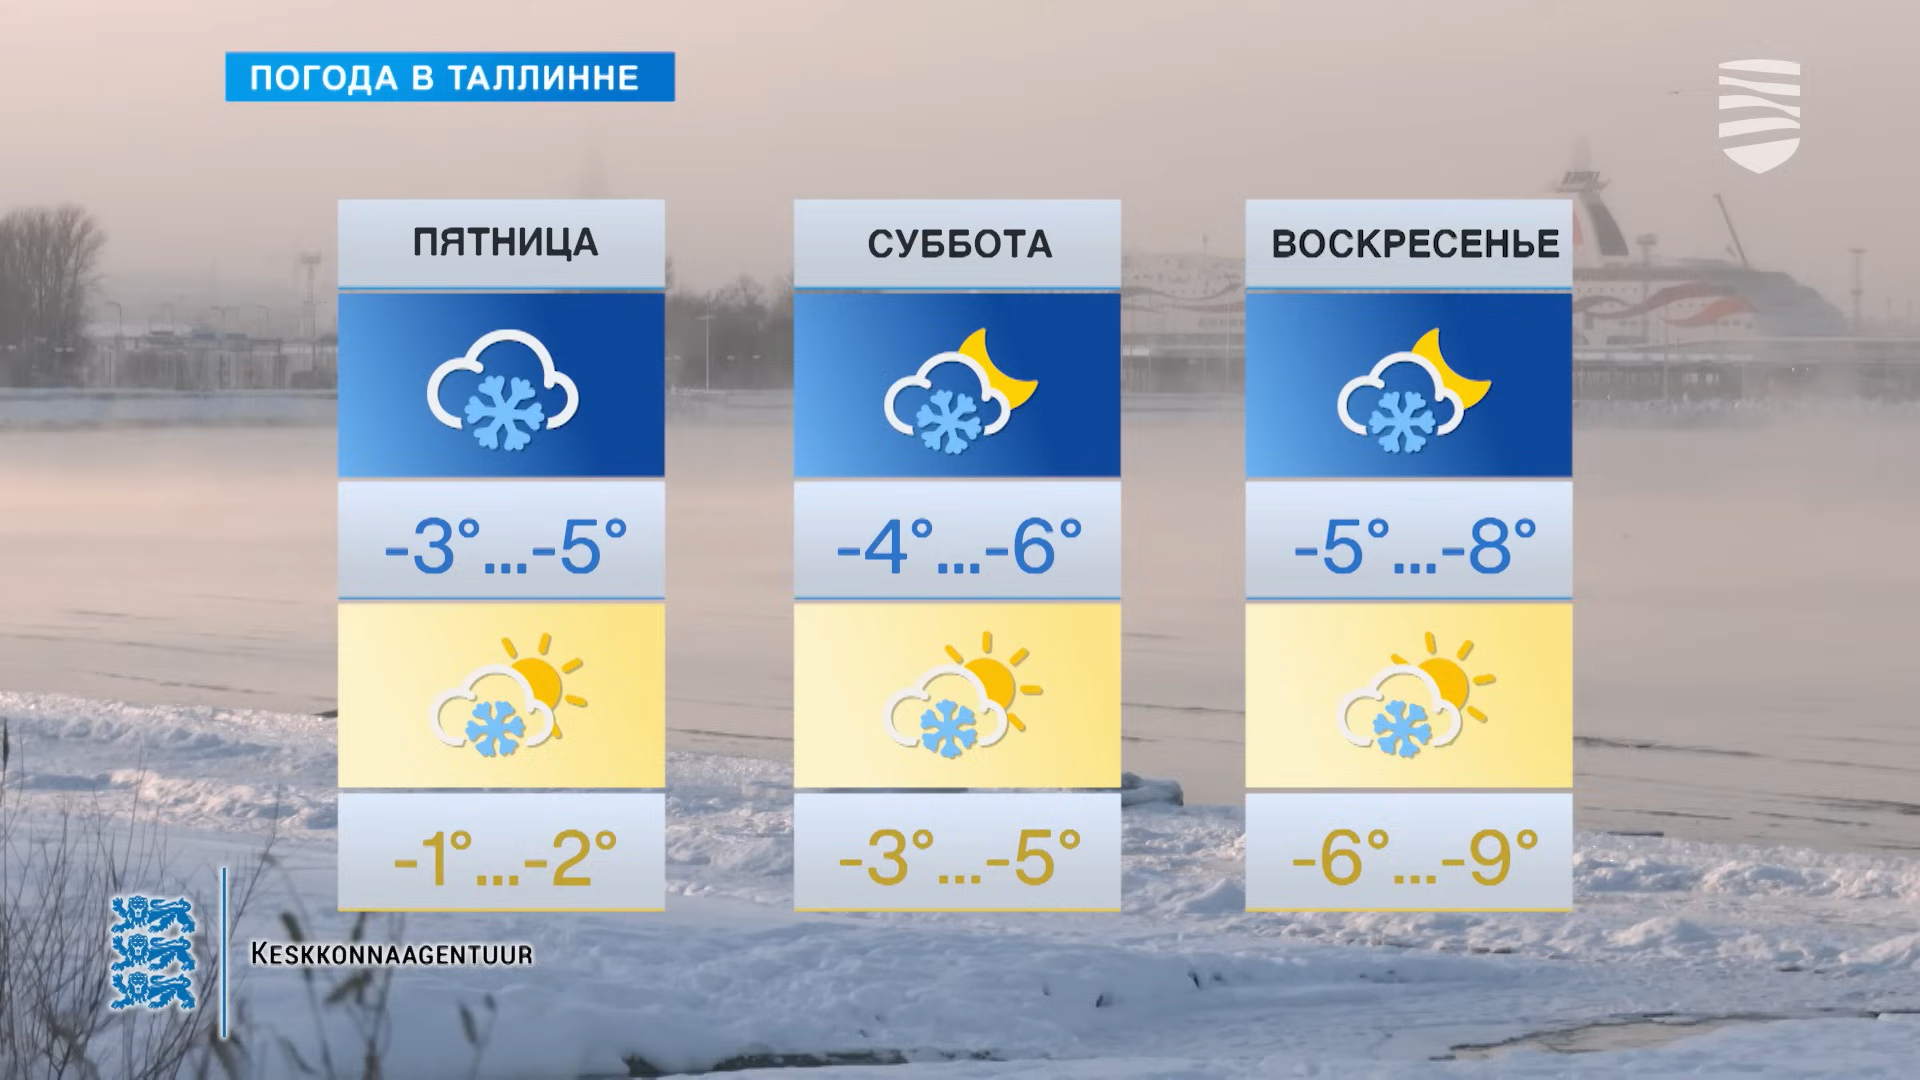 ПОГОДА В ТАЛЛИННЕ
ПЯТНИЦА
СУББОТА
ВОСКРЕСЕНЬЕ
-3°...-5°
-4°...-6°
-5°...-8°
-1°...-2°
-3°...-5°
-6°...-9°
KESKKONNAAGENTUUR